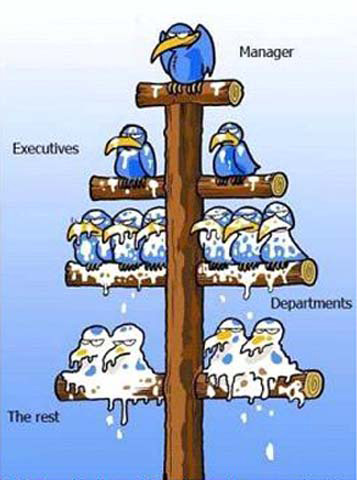 Manager
Executives
Departments
The rest